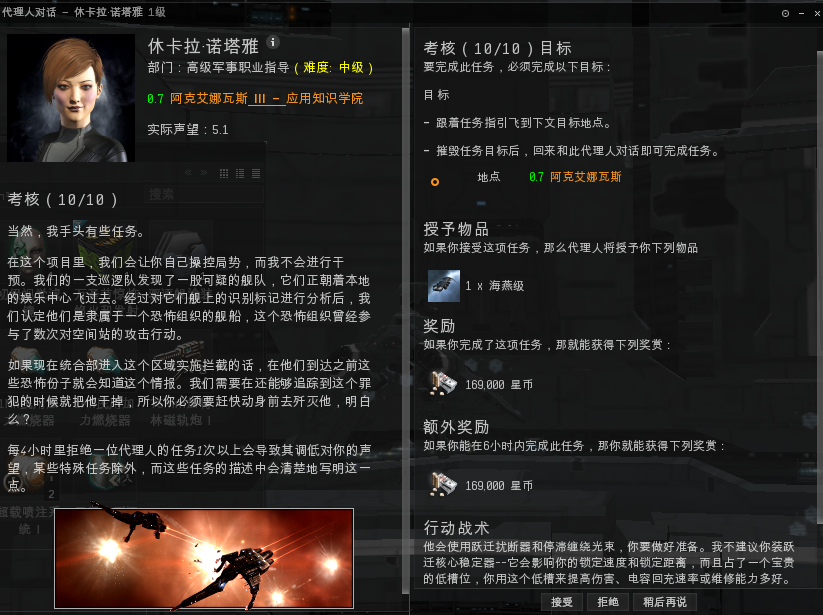 代理人对话 – 休卡拉·诺塔雅 1级
休卡拉·诺塔雅
部门：高级军事职业指导 ( 难度: 中级 )
0.7 阿克艾娜瓦斯 III – 应用知识学院
实际声望：5.1
搜索
考核 ( 10/10 )
当然，我手头有些任务。
在这个项目里，我们会让你自己操控局势，而我不会进行干
预。我们的一支巡逻队发现了一股可疑的舰队，它们正朝着本地
的娱乐中心飞过去。经过对它们舰上的识别标记进行分析后，我
们认定他们是隶属于一个恐怖组织的舰船，这个恐怖组织曾经参
与了数次对空间站的攻击行动。
如果现在统合部进入这个区域实施拦截的话，在他们到达之前这
些恐怖份子就会知道这个情报。我们需要在还能够追踪到这个罪
犯的时候就把他干掉，所以你必须要赶快动身前去歼灭他，明白
么？
每4小时里拒绝一位代理人的任务1次以上会导致其调低对你的声
望，某些特殊任务除外，而这些任务的描述中会清楚地写明这一
点。
考核 ( 10/10 ) 目标
要完成此任务，必须完成以下目标：
目标
– 跟着任务指引飞到下文目标地点。
– 摧毁任务目标后，回来和此代理人对话即可完成任务。
地点 0.7 阿克艾娜瓦斯
授予物品
如果你接受这项任务，那么代理人将授予你下列物品
1 x 海燕级
奖励
如果你完成了这项任务，那就能获得下列奖赏：
169,000 星币
额外奖励
如果你能在6小时内完成此任务，那你就能获得下列奖赏：
169,000 星币
行动战术
他会使用跃迁扰断器和停滞缠绕光束，你要做好准备。我不建议你装跃
迁核心稳定器--它会影响你的锁定速度和锁定距离，而且占了一个宝贵
的低槽位，你用这个低槽来提高伤害、电容回充速率或维修能力多好。
接受 拒绝 稍后再说